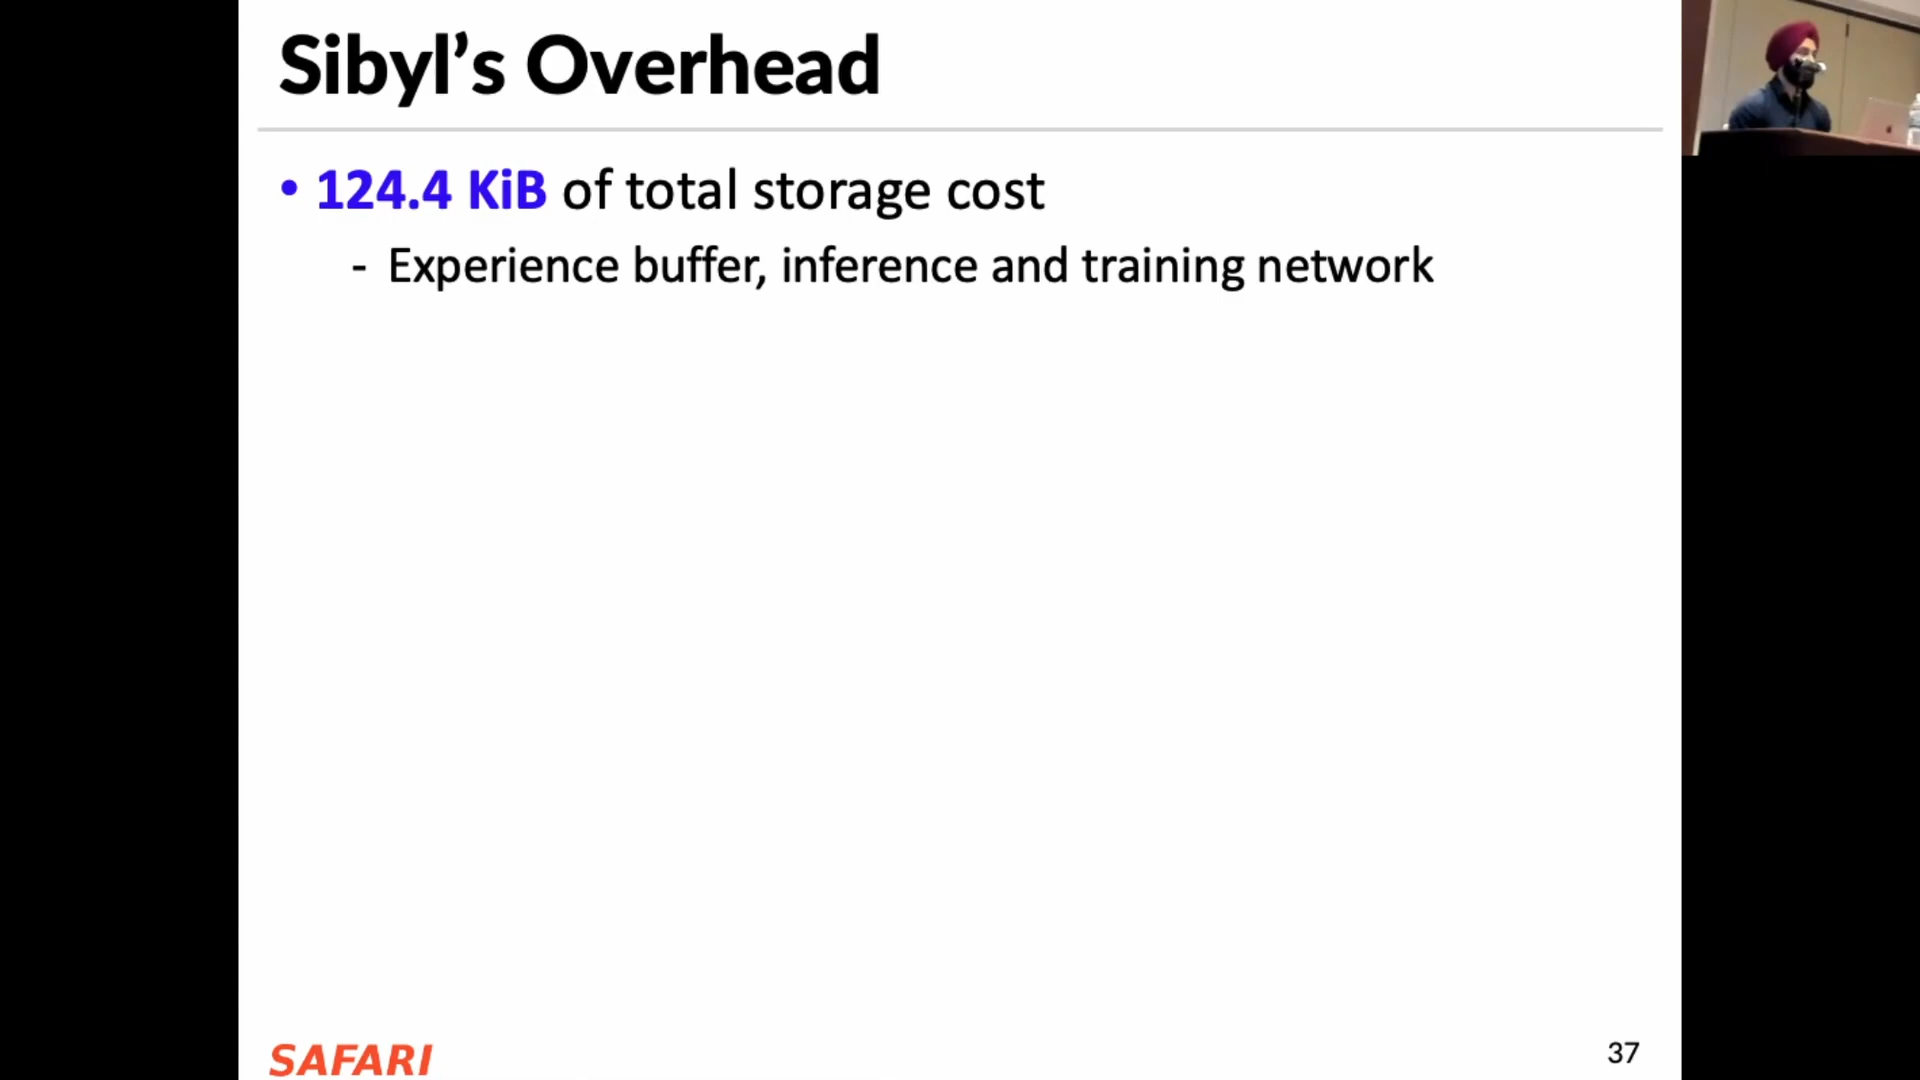 Sibyl’s Overhead
• 124.4 KiB of total storage cost
- Experience buffer, inference and training network
SAFARI
37